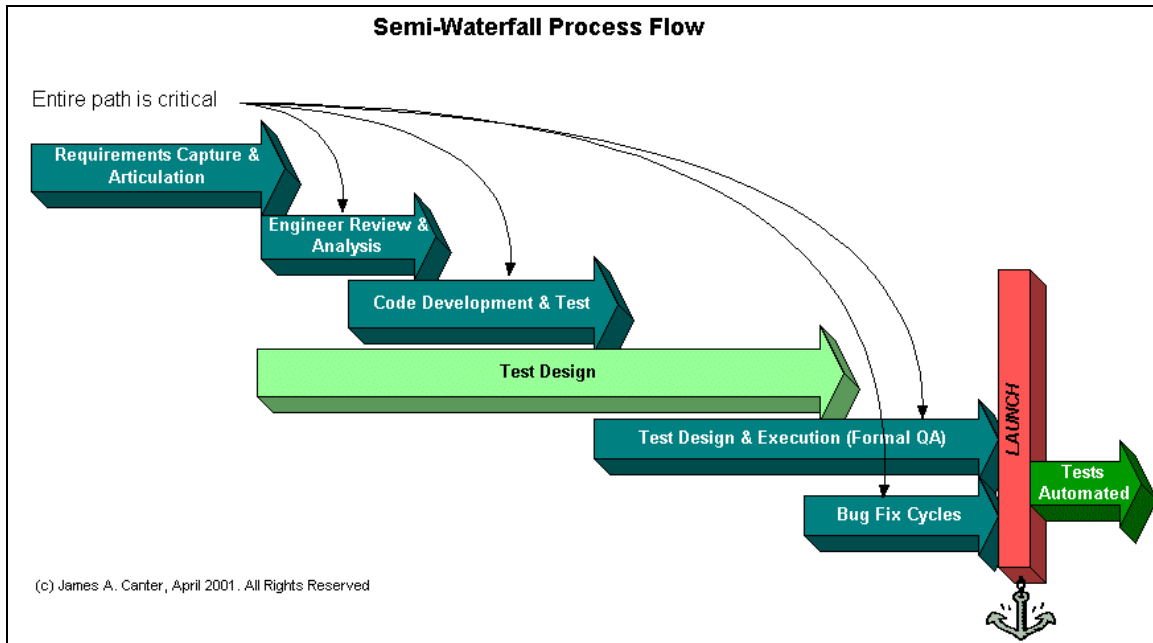 Semi-Waterfall Process Flow
Entire path is critical
Requirements Capture &
Articulation
Engineer Review &
Analysis
Code Development & Test
Test Design
Test Design & Execution (Formal QA)
LAUNCH
Tests
Automated
Bug Fix Cycles
(c) James A. Canter, April 2001. All Rights Reserved